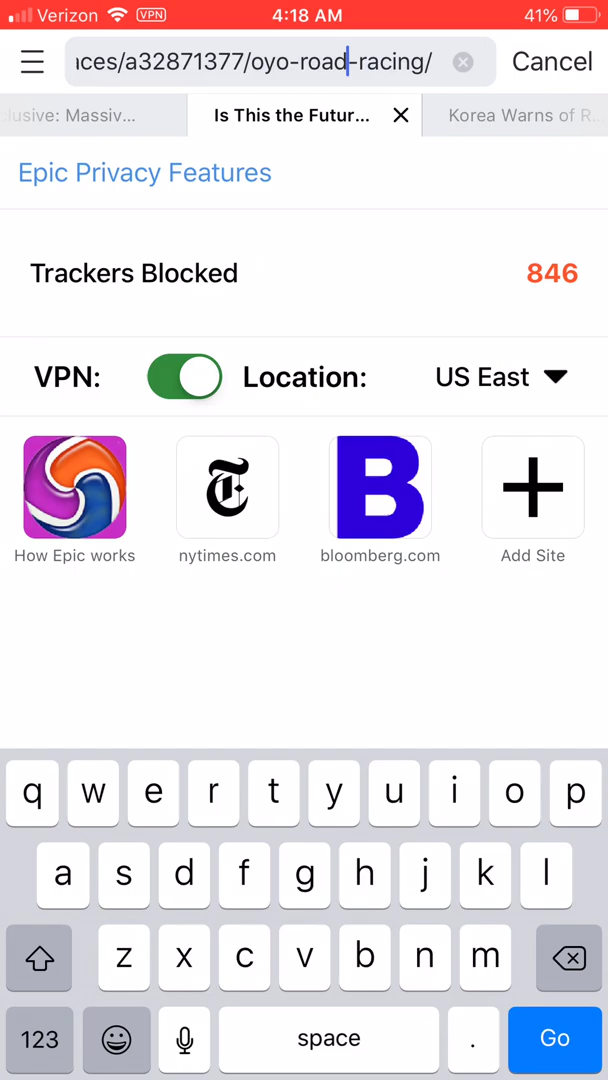 Verizon VPN 4:18 AM 41%
aces/a32871377/oyo-road-racing/ Cancel
clusive: Massiv... Is This the Futur... Korea Warns of R...
Epic Privacy Features
Trackers Blocked 846
VPN: Location: US East
How Epic works nytimes.com bloomberg.com Add Site
q w e r t y u i o p
a s d f g h j k l
z x c v b n m
123 space . Go